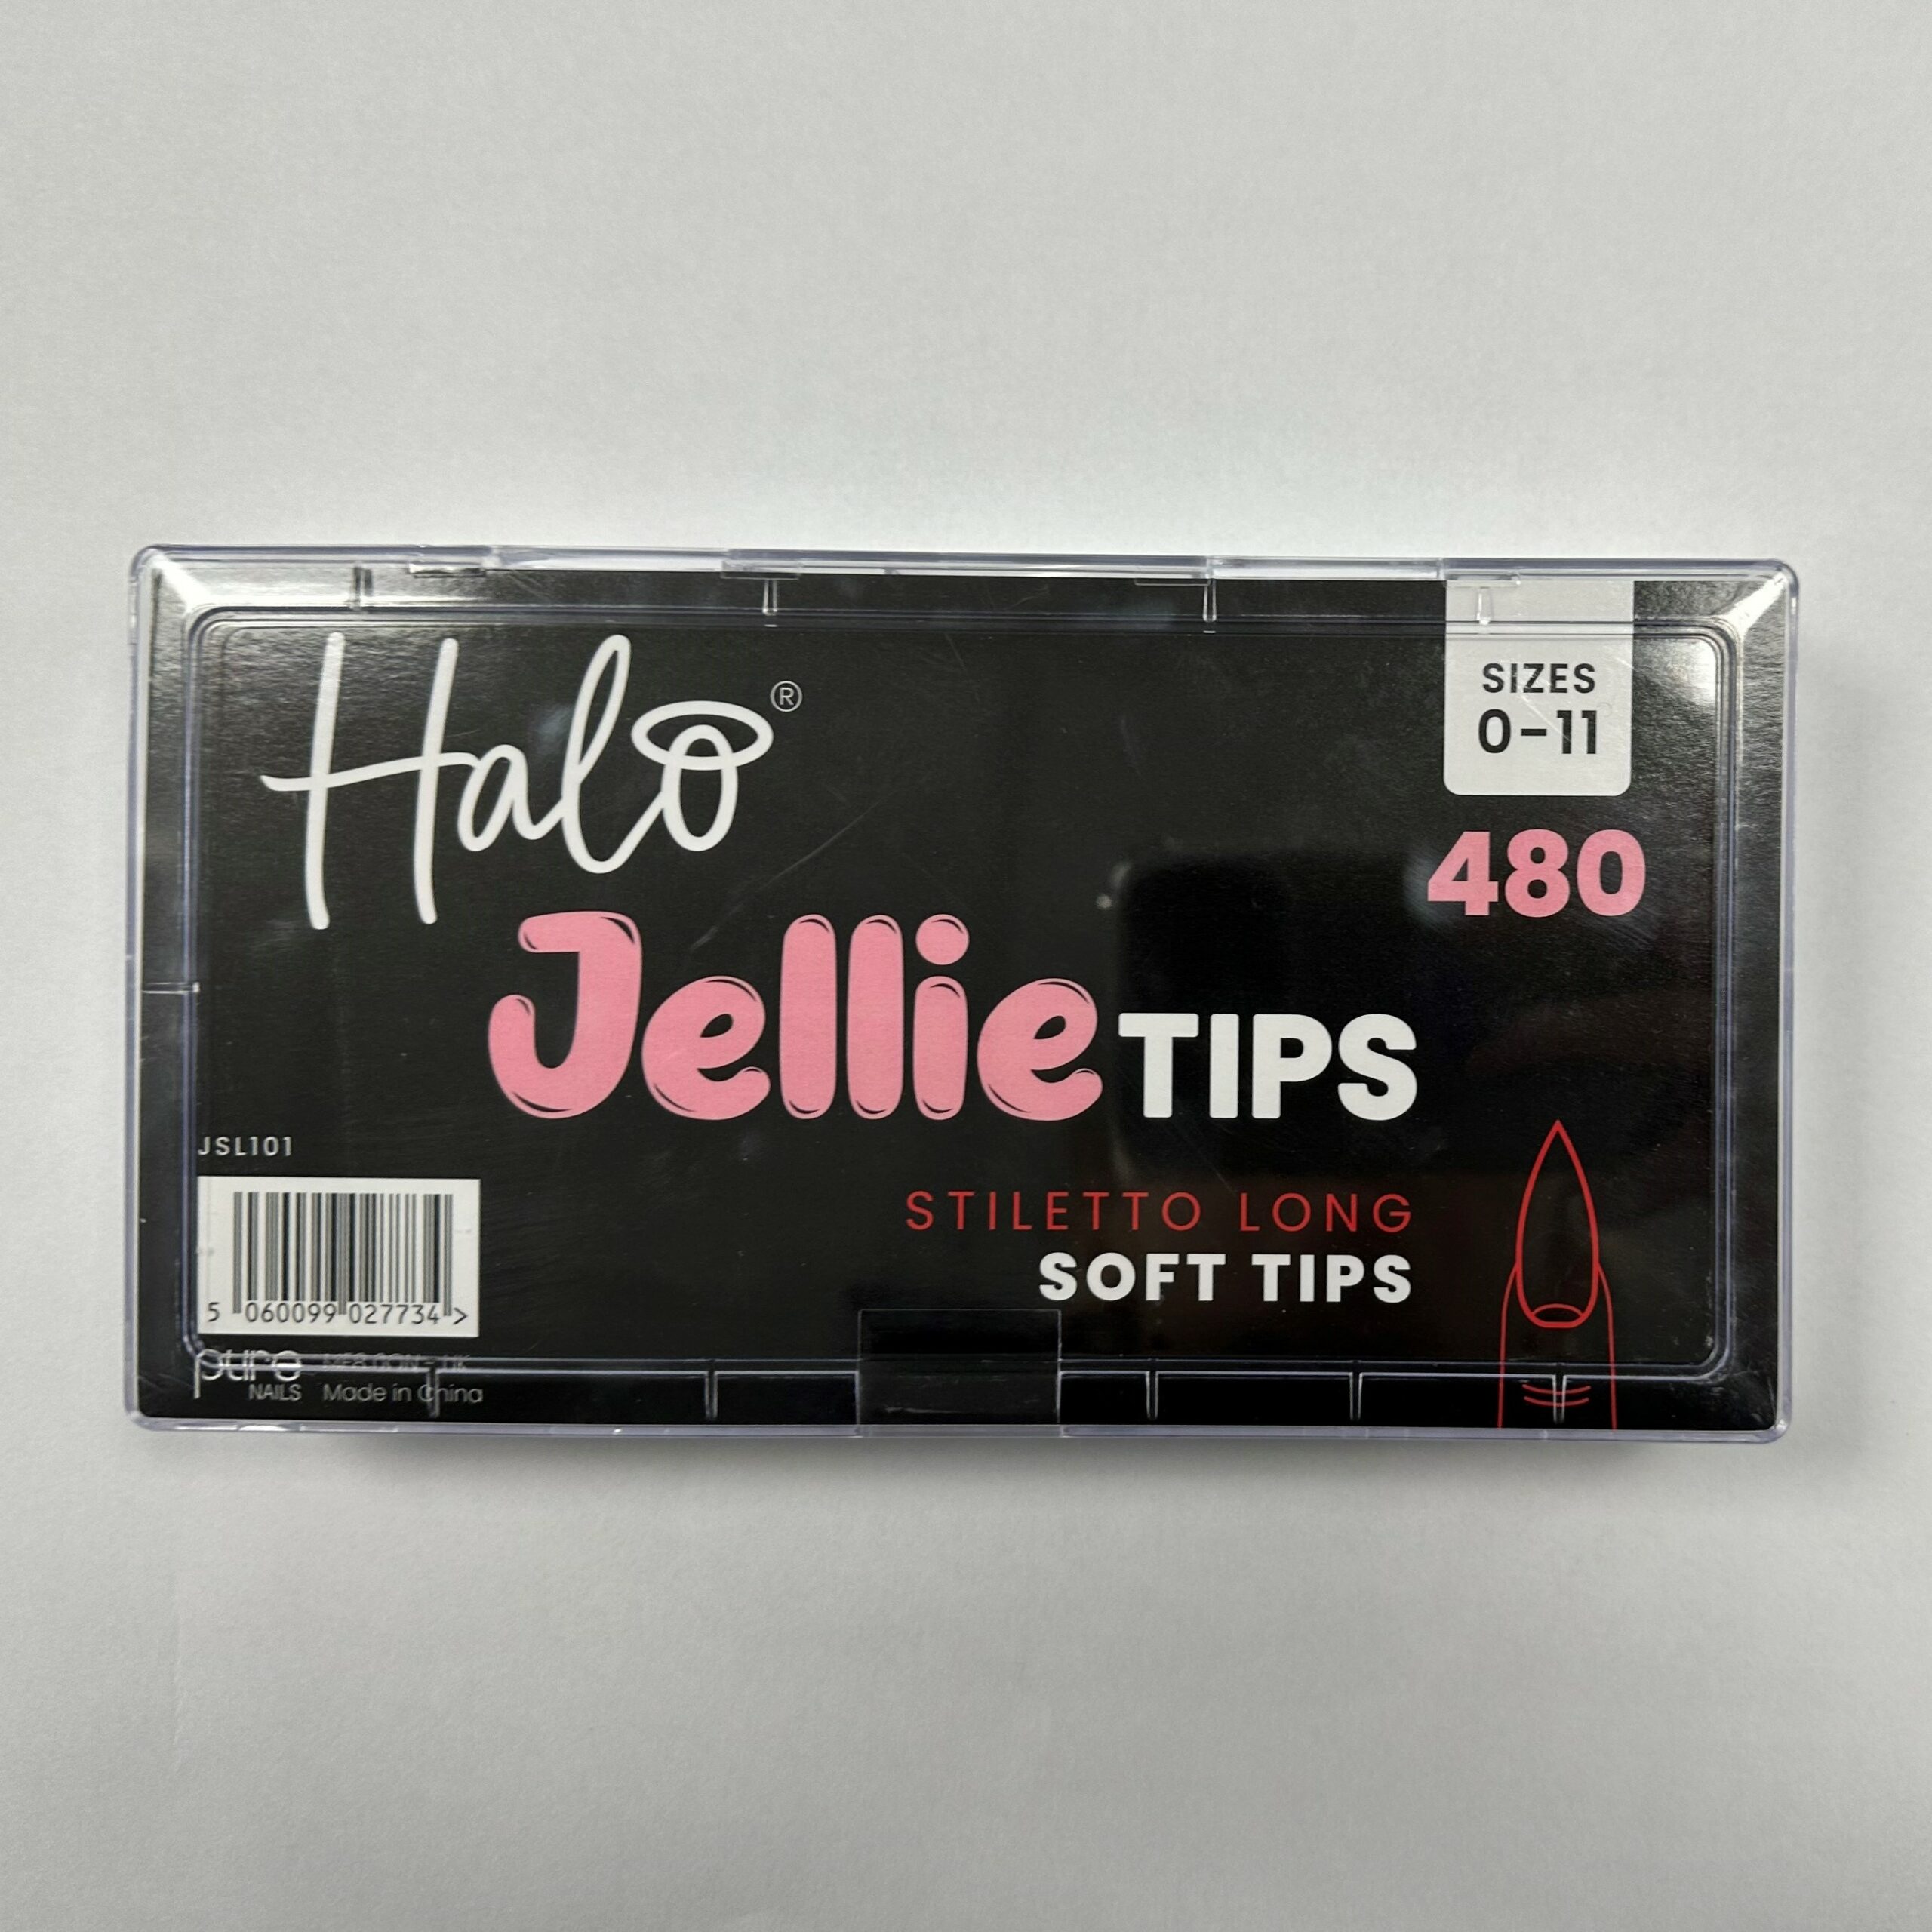 Halo®
SIZES
0-11
480
Jellie TIPS
JSL101
STILETTO LONG
SOFT TIPS
5 060099 027734 >
pure
NAILS
Made in China